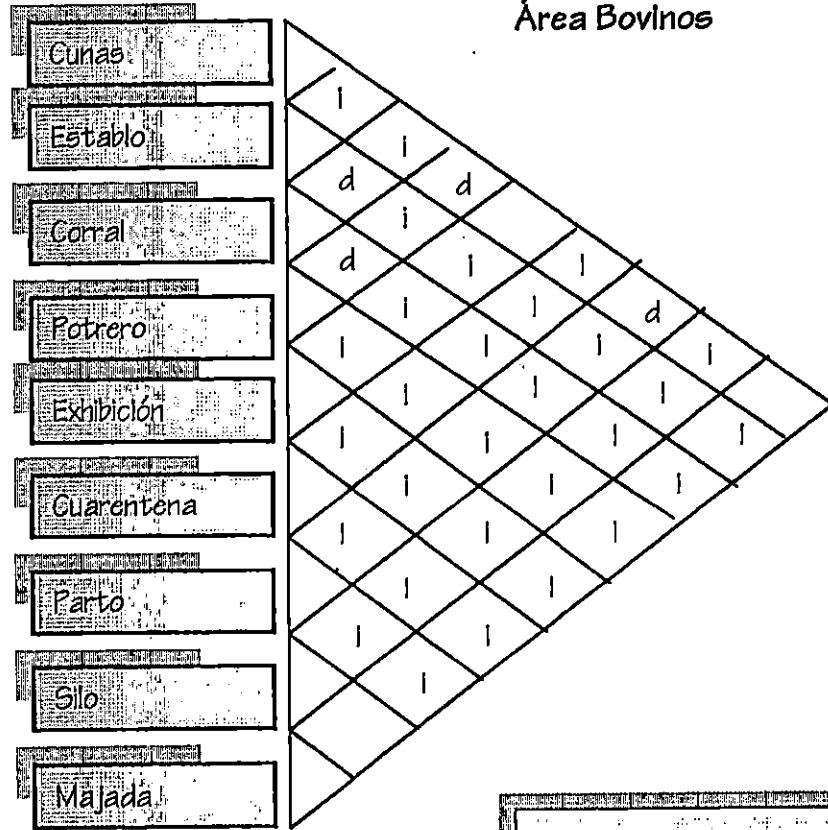 Área Bovinos
Cunas
i
Establo
i
d d
Corral i
d i l
i l d
Potrero
l l l i
l l l
Exhibición
l i l l
i l l
Cuarentena
l l l
l l
Parto
l l
l
Silo
Majada